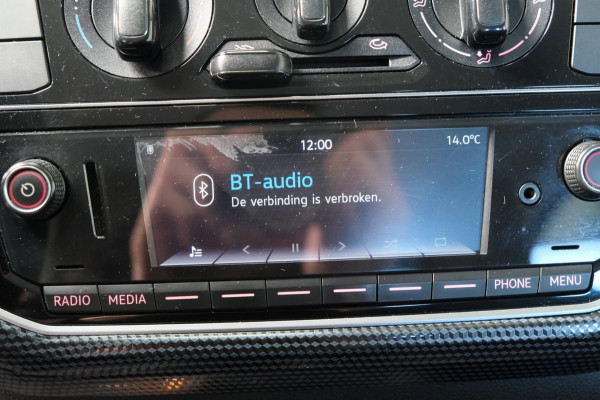 12:00 14.0°C
BT-audio
De verbinding is verbroken.
RADIO MEDIA PHONE MENU